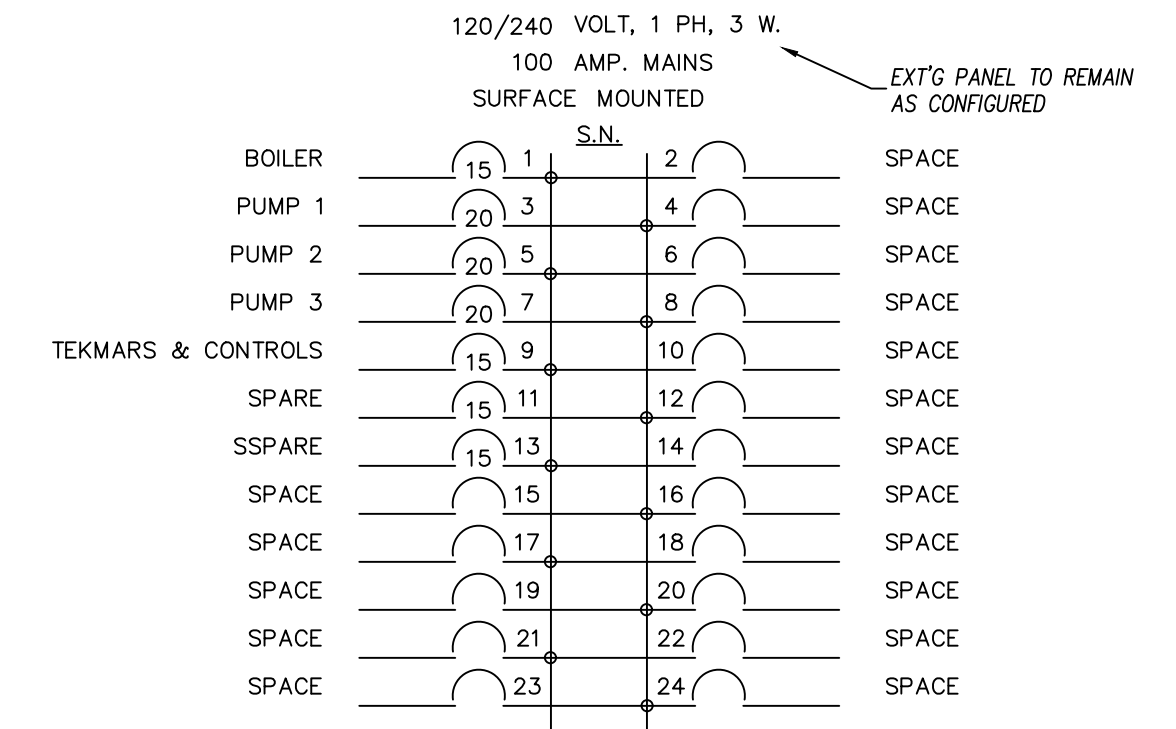 120/240 VOLT, 1 PH, 3 W.
100 AMP. MAINS
EXT'G PANEL TO REMAIN
AS CONFIGURED
SURFACE MOUNTED
S.N.
BOILER 15 1 2 SPACE
PUMP 1 20 3 4 SPACE
PUMP 2 20 5 6 SPACE
PUMP 3 20 7 8 SPACE
TEKMARS & CONTROLS 15 9 10 SPACE
SPARE 15 11 12 SPACE
SSPARE 15 13 14 SPACE
SPACE 15 16 SPACE
SPACE 17 18 SPACE
SPACE 19 20 SPACE
SPACE 21 22 SPACE
SPACE 23 24 SPACE